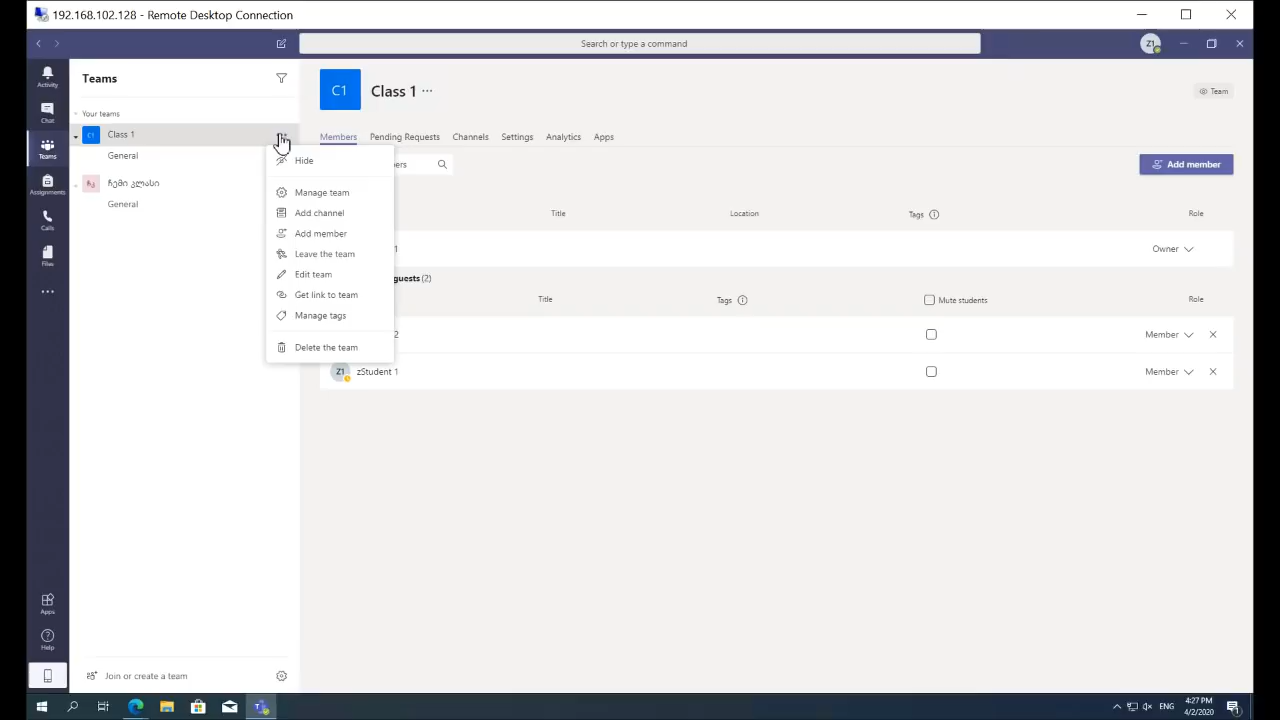 192.168.102.128 - Remote Desktop Connection
Search or type a command
Z1
Activity
Chat
Teams
Assignments
Calls
Files
Apps
Help
Teams
Your teams
C1 Class 1
General
ჩემი კლასი
General
Join or create a team
Hide
Manage team
Add channel
Add member
Leave the team
Edit team
Get link to team
Manage tags
Delete the team
C1 Class 1 ...
Team
Members Pending Requests Channels Settings Analytics Apps
Add member
Title Location Tags Role
1 Owner
guests (2)
Title Tags Mute students Role
2 Member
Z1 zStudent 1 Member
ENG
4:27 PM
4/2/2020